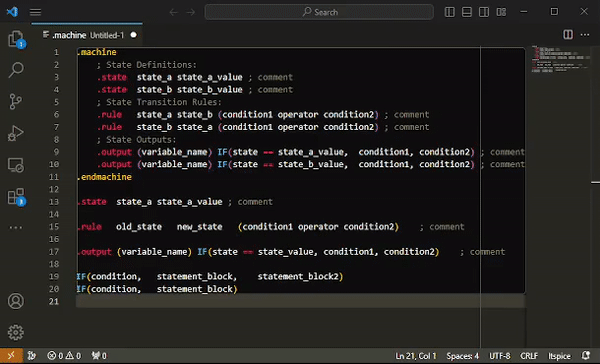 Search
.machine Untitled-1
1 .machine
2 ; State Definitions:
3 .state state_a state_a_value ; comment
4 .state state_b state_b_value ; comment
5 ; State Transition Rules:
6 .rule state_a state_b (condition1 operator condition2) ; comment
7 .rule state_b state_a (condition1 operator condition2) ; comment
8 ; State Outputs:
9 .output (variable_name) IF(state == state_a_value, condition1, condition2) ; comment
10 .output (variable_name) IF(state == state_b_value, condition1, condition2) ; comment
11 .endmachine
12
13 .state state_a state_a_value ; comment
14
15 .rule old_state new_state (condition1 operator condition2) ; comment
16
17 .output (variable_name) IF(state == state_value, condition1, condition2) ; comment
18
19 IF(condition, statement_block, statement_block2)
20 IF(condition, statement_block)
21
0 0 0 Ln 21, Col 1 Spaces: 4 UTF-8 CRLF ltspice